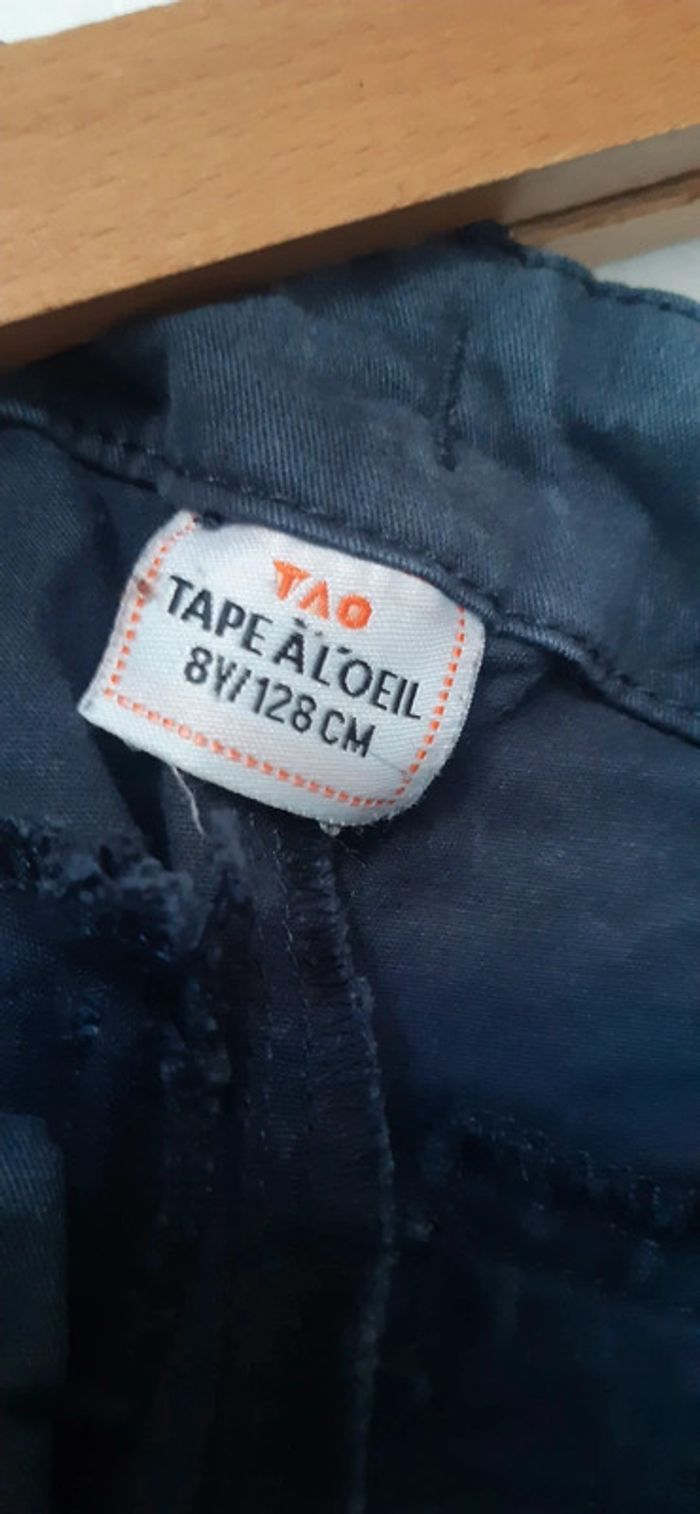 TAO
TAPE À L'OEIL
8Y/128 CM